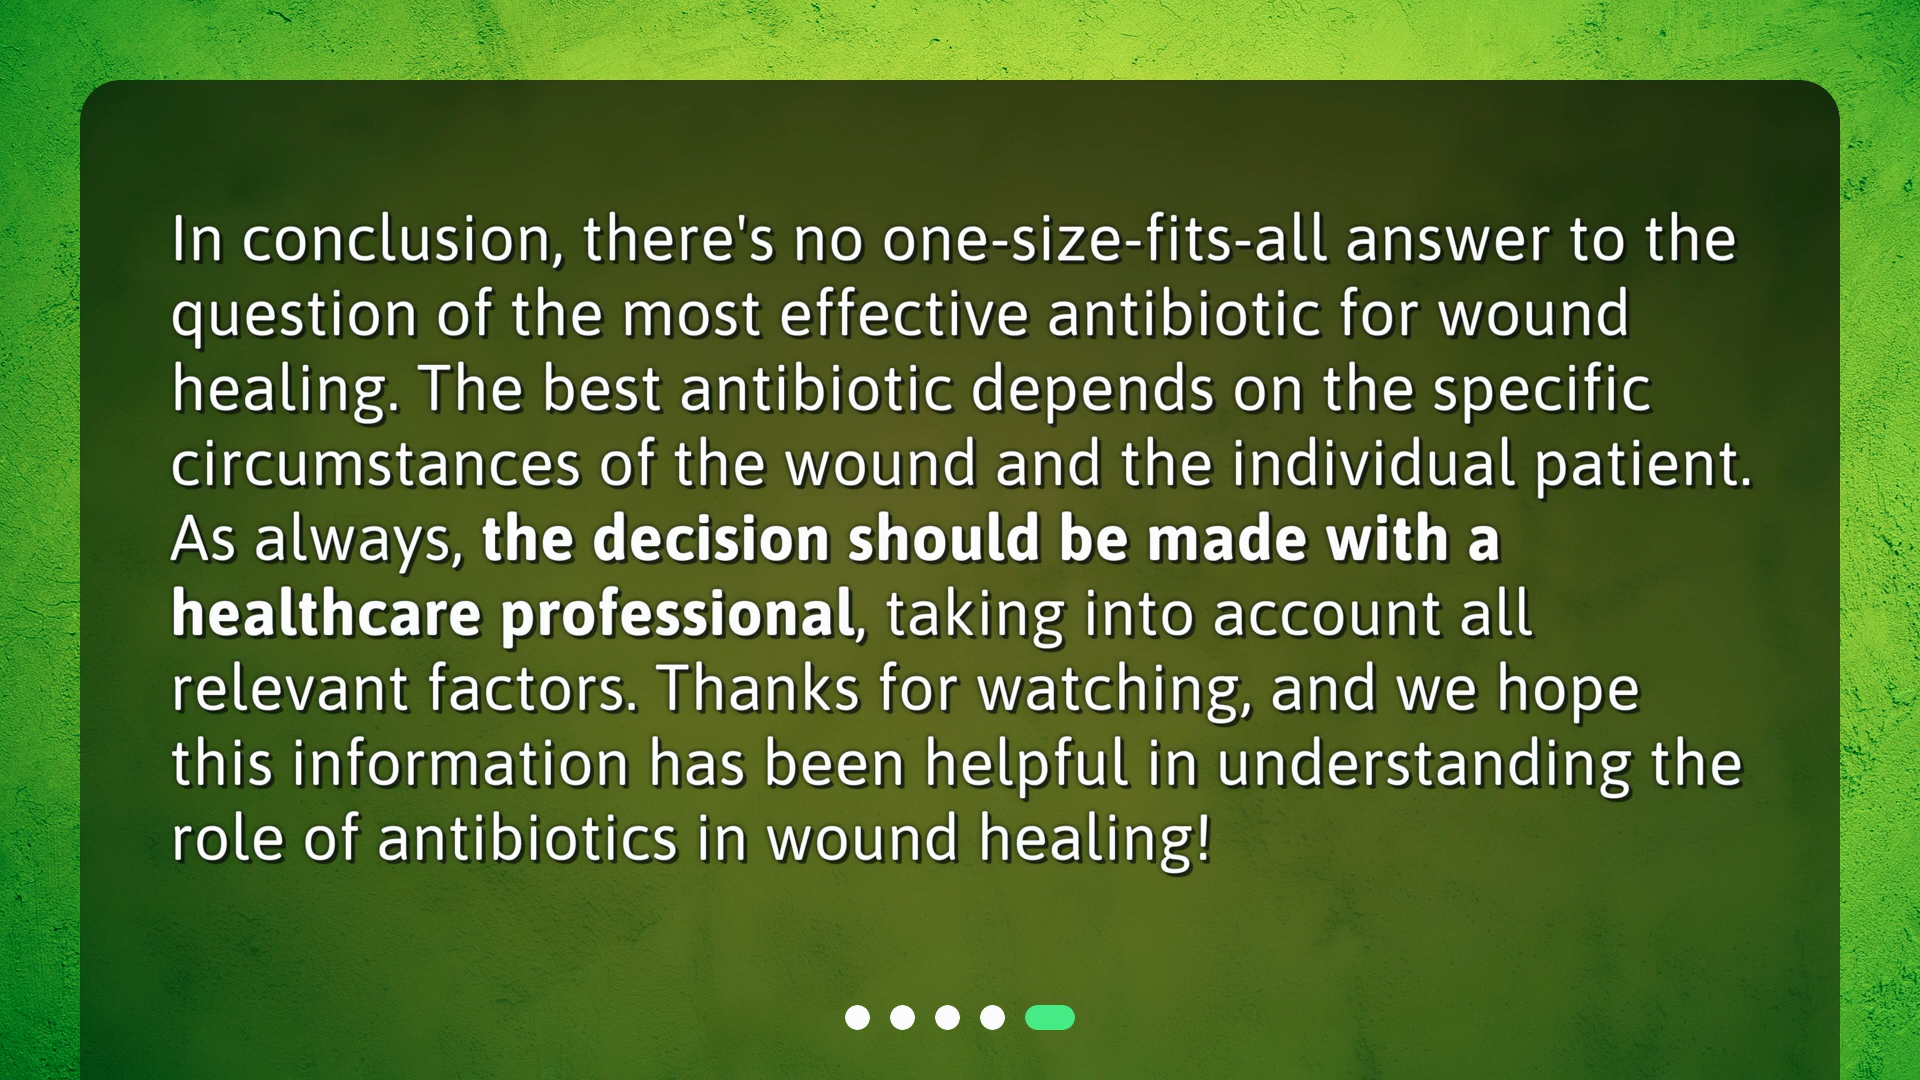 In conclusion, there's no one-size-fits-all answer to the
question of the most effective antibiotic for wound
healing. The best antibiotic depends on the specific
circumstances of the wound and the individual patient.
As always, the decision should be made with a
healthcare professional, taking into account all
relevant factors. Thanks for watching, and we hope
this information has been helpful in understanding the
role of antibiotics in wound healing!